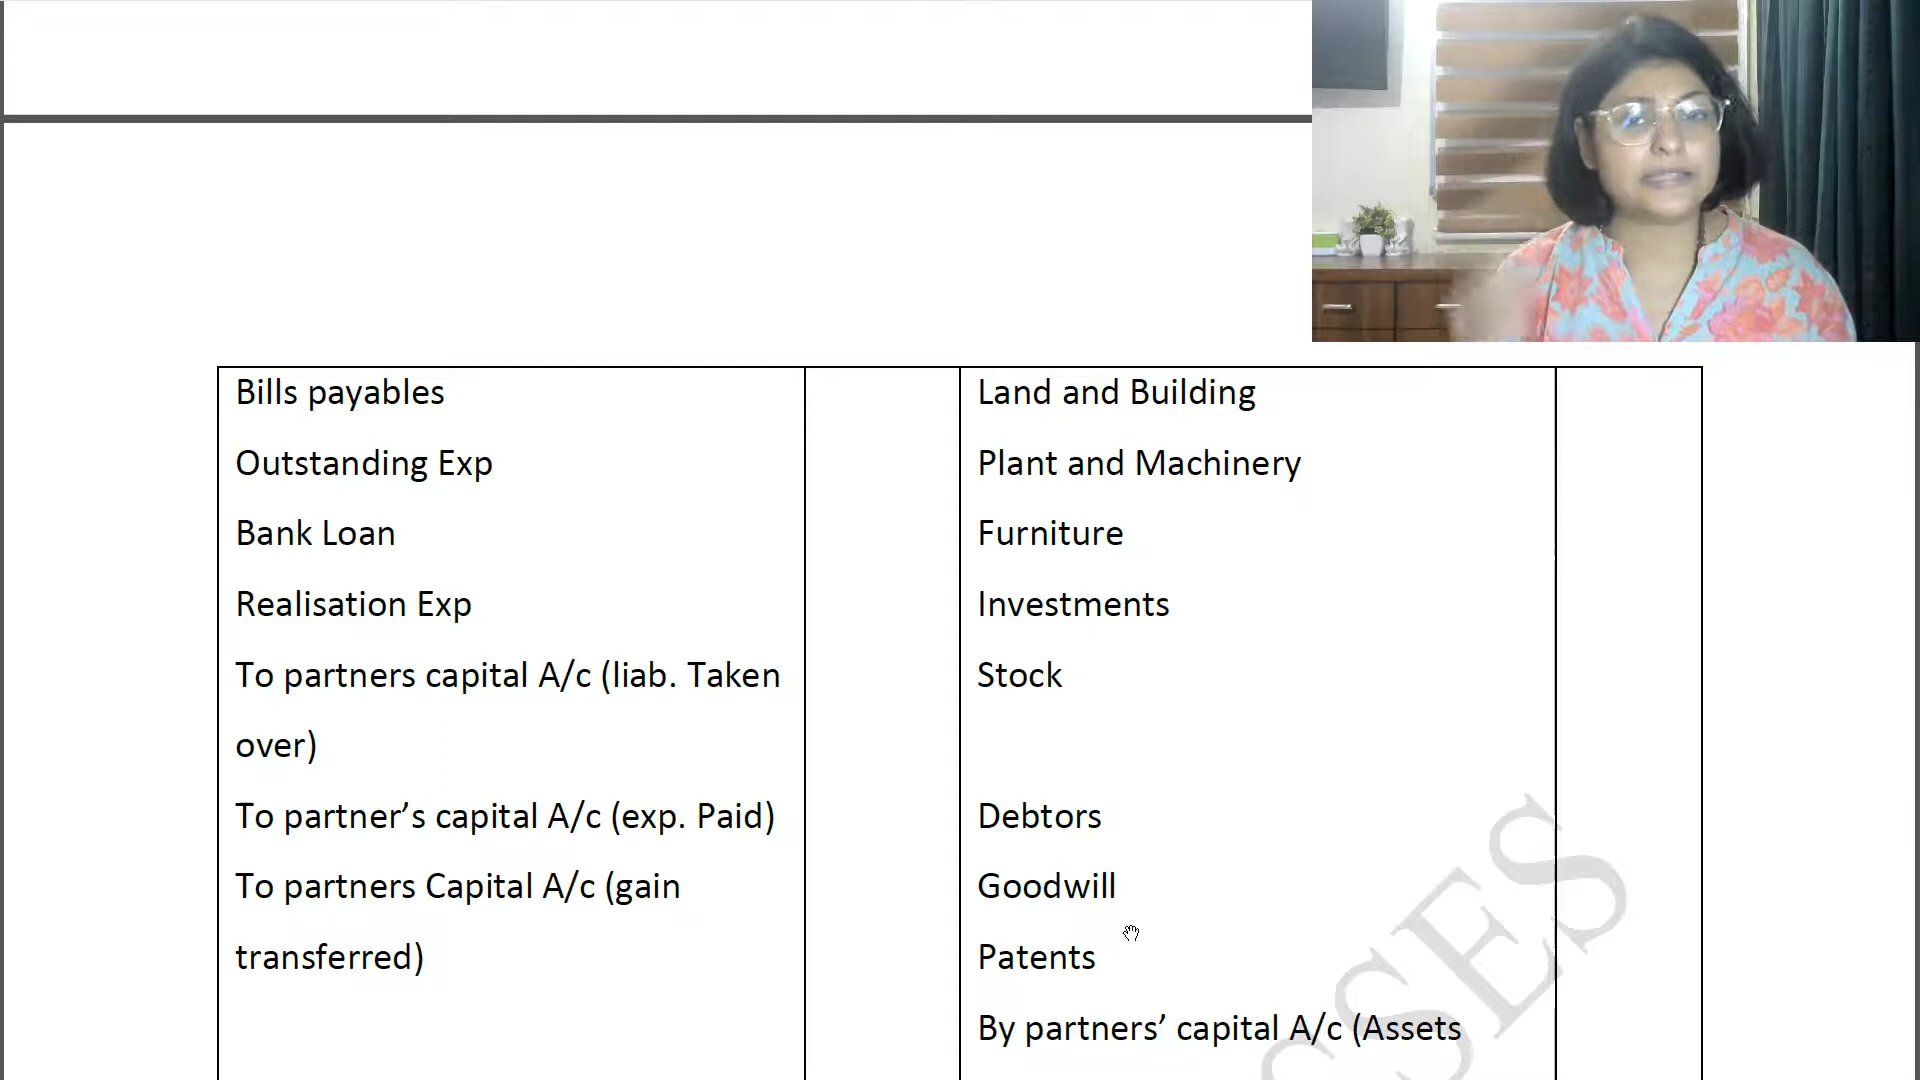 Bills payables
Outstanding Exp
Bank Loan
Realisation Exp
To partners capital A/c (liab. Taken
over)
To partner’s capital A/c (exp. Paid)
To partners Capital A/c (gain
transferred)
Land and Building
Plant and Machinery
Furniture
Investments
Stock
Debtors
Goodwill
Patents
By partners’ capital A/c (Assets
SSES